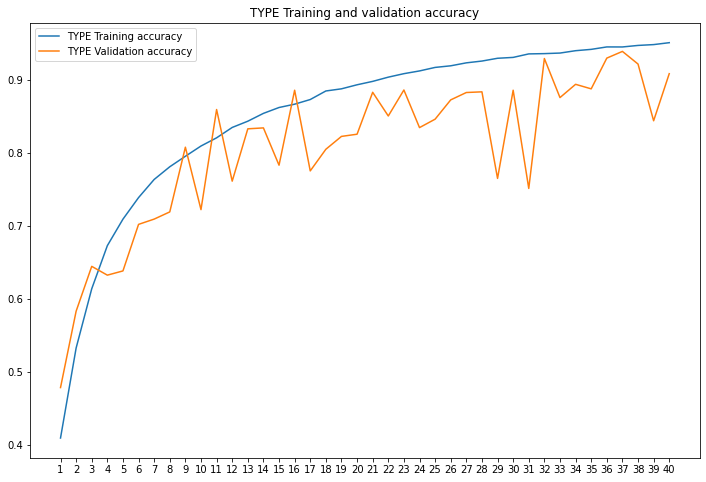 TYPE Training and validation accuracy
TYPE Training accuracy
TYPE Validation accuracy
0.9
0.8
0.7
0.6
0.5
0.4
1 2 3 4 5 6 7 8 9 10 11 12 13 14 15 16 17 18 19 20 21 22 23 24 25 26 27 28 29 30 31 32 33 34 35 36 37 38 39 40